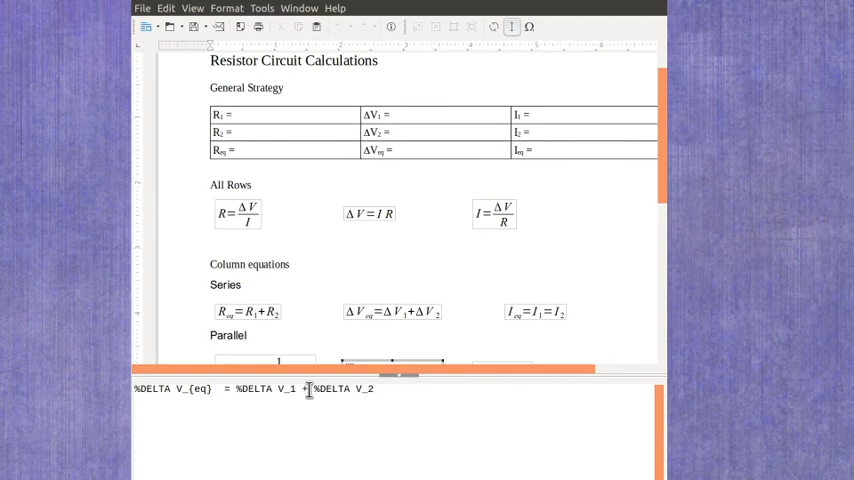 File Edit View Format Tools Window Help
Resistor Circuit Calculations
General Strategy
R1 = ΔV1 = I1 =
R2 = ΔV2 = I2 =
Req = ΔVeq = Ieq =
All Rows
R=ΔV/I ΔV=I R I=ΔV/R
Column equations
Series
Req=R1+R2 ΔVeq=ΔV1+ΔV2 Ieq=I1=I2
Parallel
1
%DELTA V_{eq} = %DELTA V_1 + %DELTA V_2